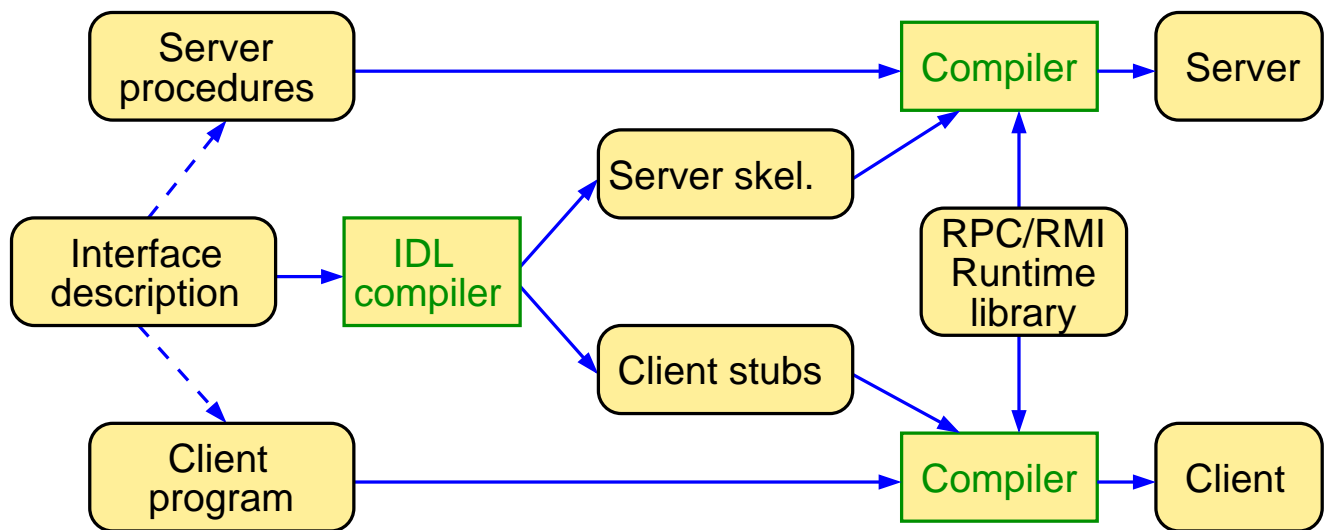 Server
procedures
Compiler
Server
Server skel.
Interface
description
IDL
compiler
RPC/RMI
Runtime
library
Client stubs
Client
program
Compiler
Client